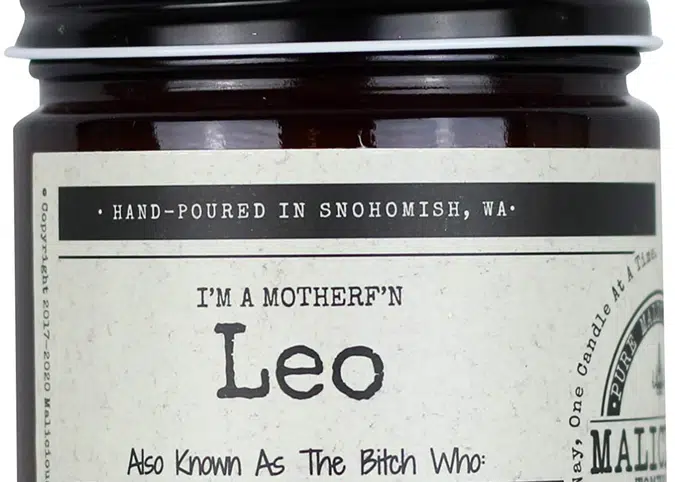 · HAND-POURED IN SNOHOMISH, WA·
I'M A MOTHERF'N
Leo
Also Known As The Bitch Who:
Copyright 2017-2020
One Candle At A Time.
PURE